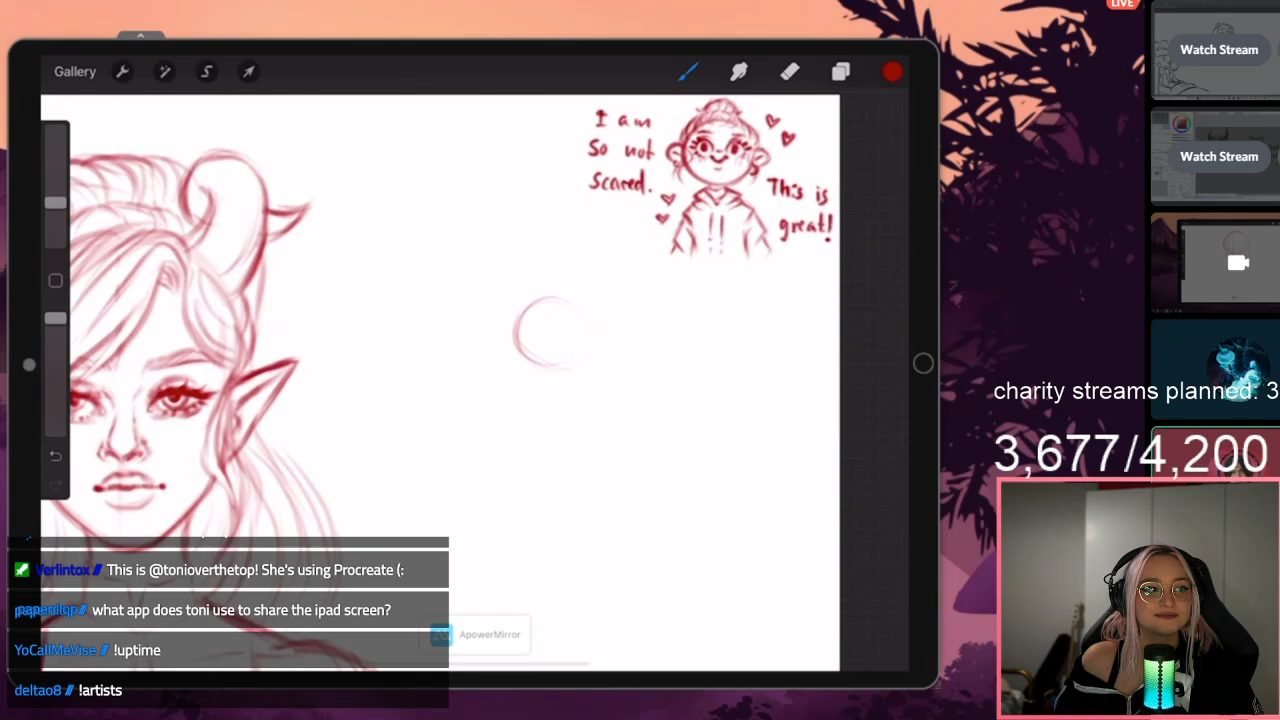 LIVE
Gallery
Watch Stream
Watch Stream
I am
So not
Scared.
This is
great!
charity streams planned: 3
3,677/4,200
Verlintox // This is @tonioverthetop! She's using Procreate (:
paperclop // what app does toni use to share the ipad screen?
YoCallMeVise // !uptime
deltao8 // !artists
ApowerMirror